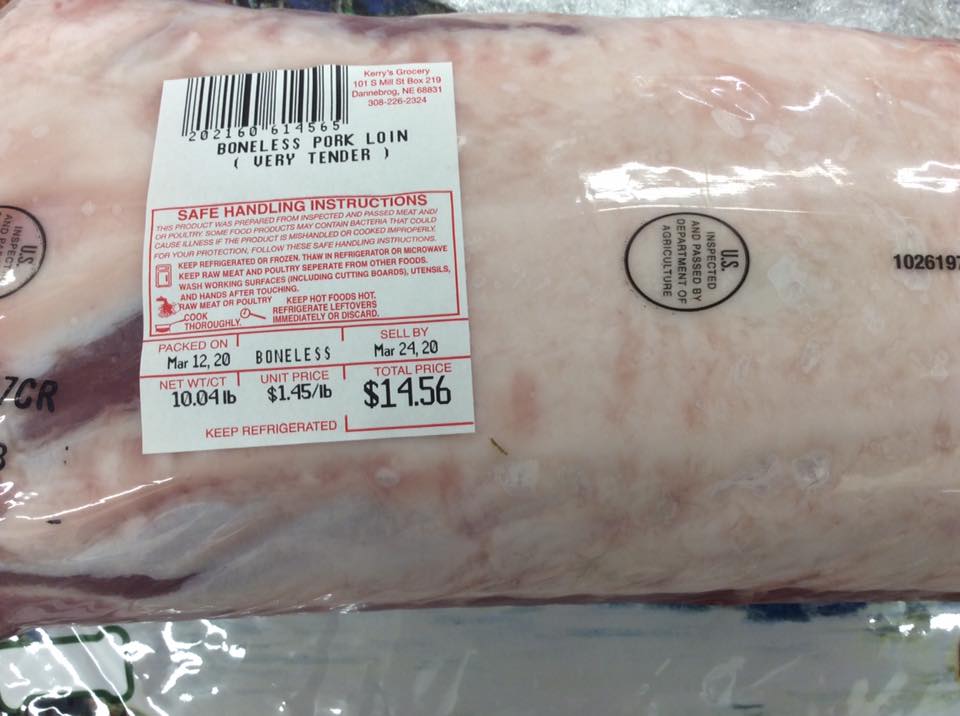 Kerry's Grocery
101 S Mill St Box 219
Dannebrog, NE 68831
308-226-2324
202160 614565
BONELESS PORK LOIN
( VERY TENDER )
SAFE HANDLING INSTRUCTIONS
THIS PRODUCT WAS PREPARED FROM INSPECTED AND PASSED MEAT AND/
OR POULTRY. SOME FOOD PRODUCTS MAY CONTAIN BACTERIA THAT COULD
CAUSE ILLNESS IF THE PRODUCT IS MISHANDLED OR COOKED IMPROPERLY.
FOR YOUR PROTECTION, FOLLOW THESE SAFE HANDLING INSTRUCTIONS.
KEEP REFRIGERATED OR FROZEN. THAW IN REFRIGERATOR OR MICROWAVE
KEEP RAW MEAT AND POULTRY SEPERATE FROM OTHER FOODS.
WASH WORKING SURFACES (INCLUDING CUTTING BOARDS), UTENSILS,
AND HANDS AFTER TOUCHING.
RAW MEAT OR POULTRY
COOK
THOROUGHLY.
KEEP HOT FOODS HOT.
REFRIGERATE LEFTOVERS
IMMEDIATELY OR DISCARD.
PACKED ON
Mar 12, 20
BONELESS
SELL BY
Mar 24, 20
NET WT/CT
10.04 lb
UNIT PRICE
$1.45/lb
TOTAL PRICE
$14.56
KEEP REFRIGERATED
U.S.
INSPECTED
AND PASSED BY
DEPARTMENT OF
AGRICULTURE
1026197
U.S.
INSPEC
AND P
7CR